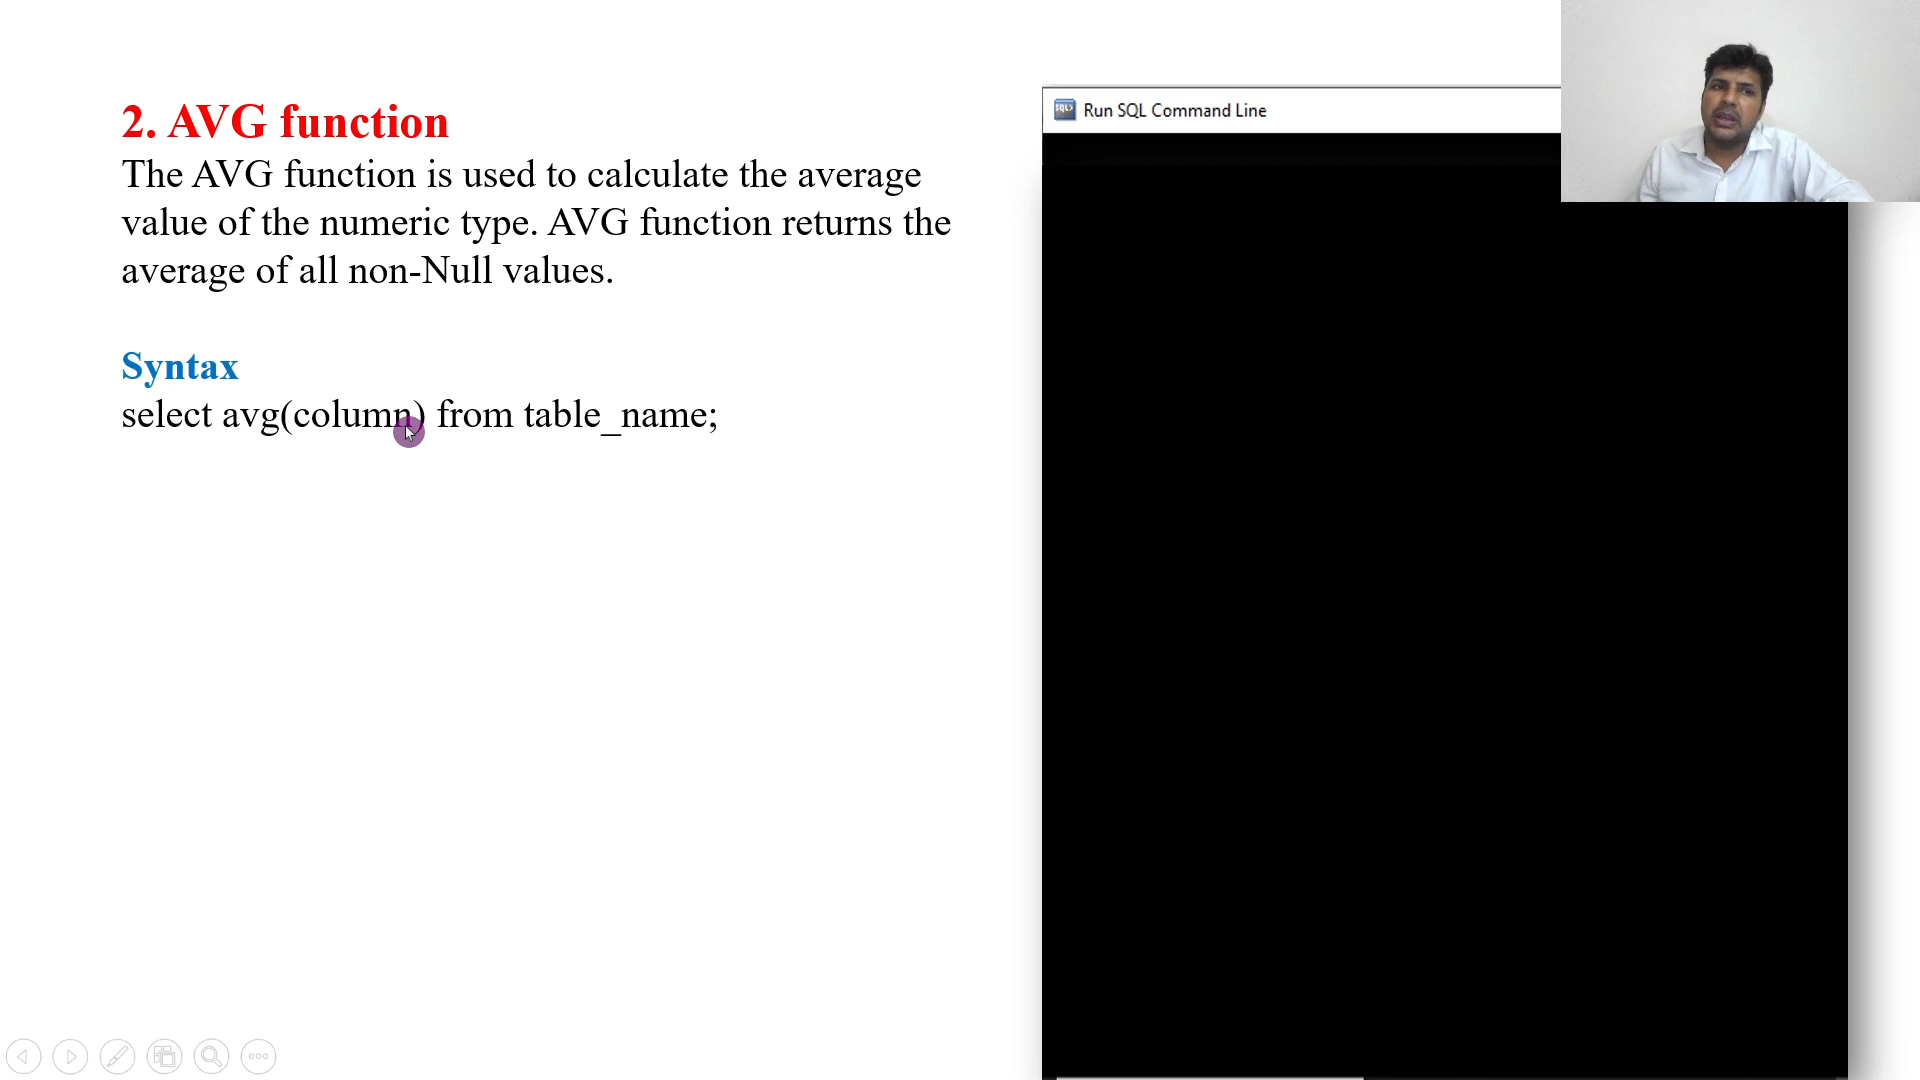 2. AVG function
The AVG function is used to calculate the average
value of the numeric type. AVG function returns the
average of all non-Null values.
Syntax
select avg(column) from table_name;
SQL>
Run SQL Command Line